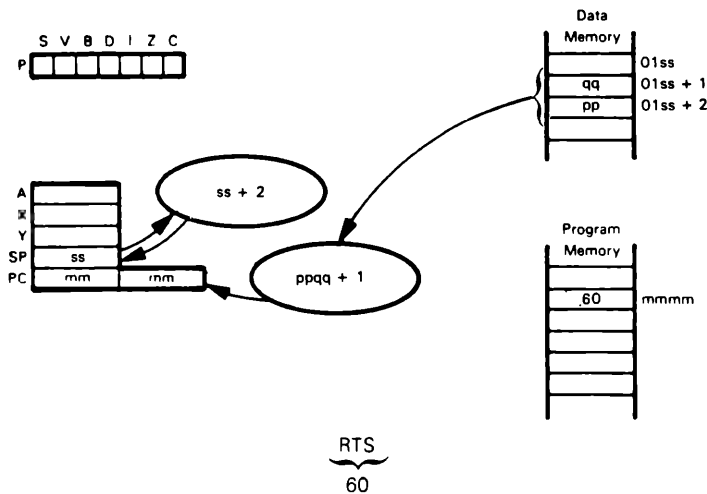 S V B D I Z C
P
Data
Memory
01ss
qq 01ss + 1
pp 01ss + 2
A
X
Y
SP ss
PC mm mm
ss + 2
ppqq + 1
Program
Memory
60 mmmm
RTS
60